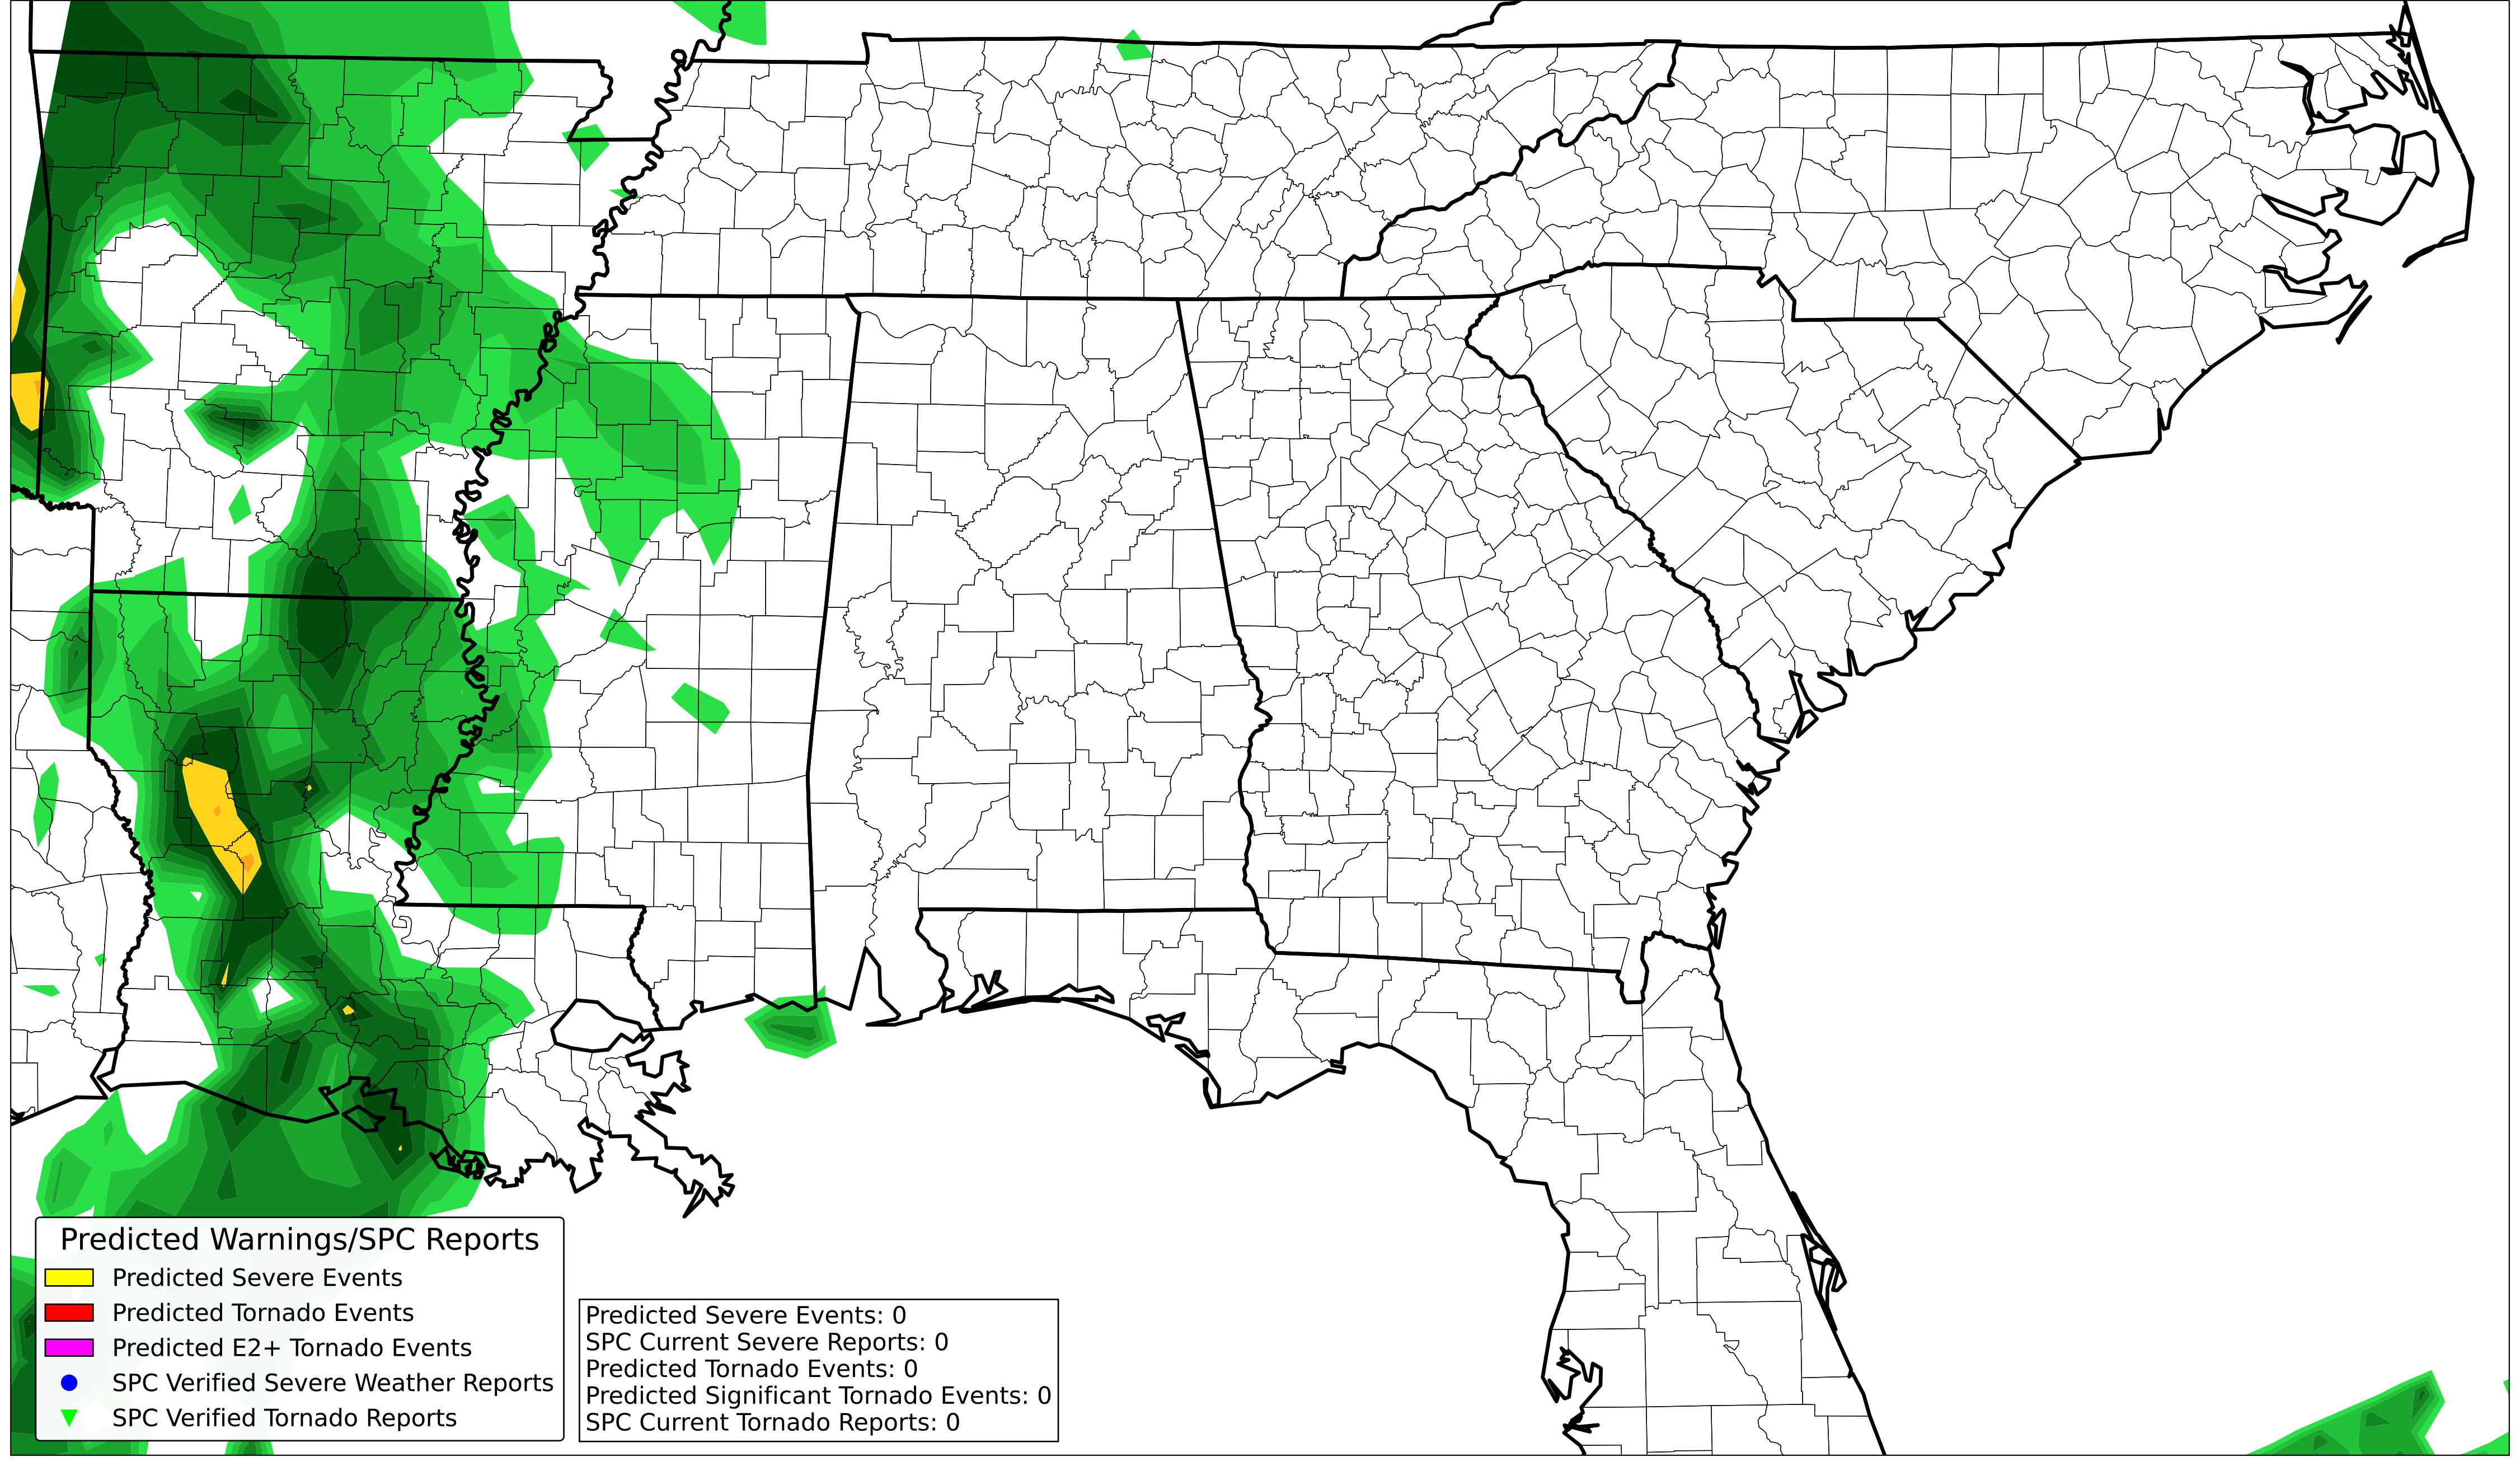 Predicted Warnings/SPC Reports
Predicted Severe Events
Predicted Tornado Events
Predicted E2+ Tornado Events
SPC Verified Severe Weather Reports
SPC Verified Tornado Reports
Predicted Severe Events: 0
SPC Current Severe Reports: 0
Predicted Tornado Events: 0
Predicted Significant Tornado Events: 0
SPC Current Tornado Reports: 0